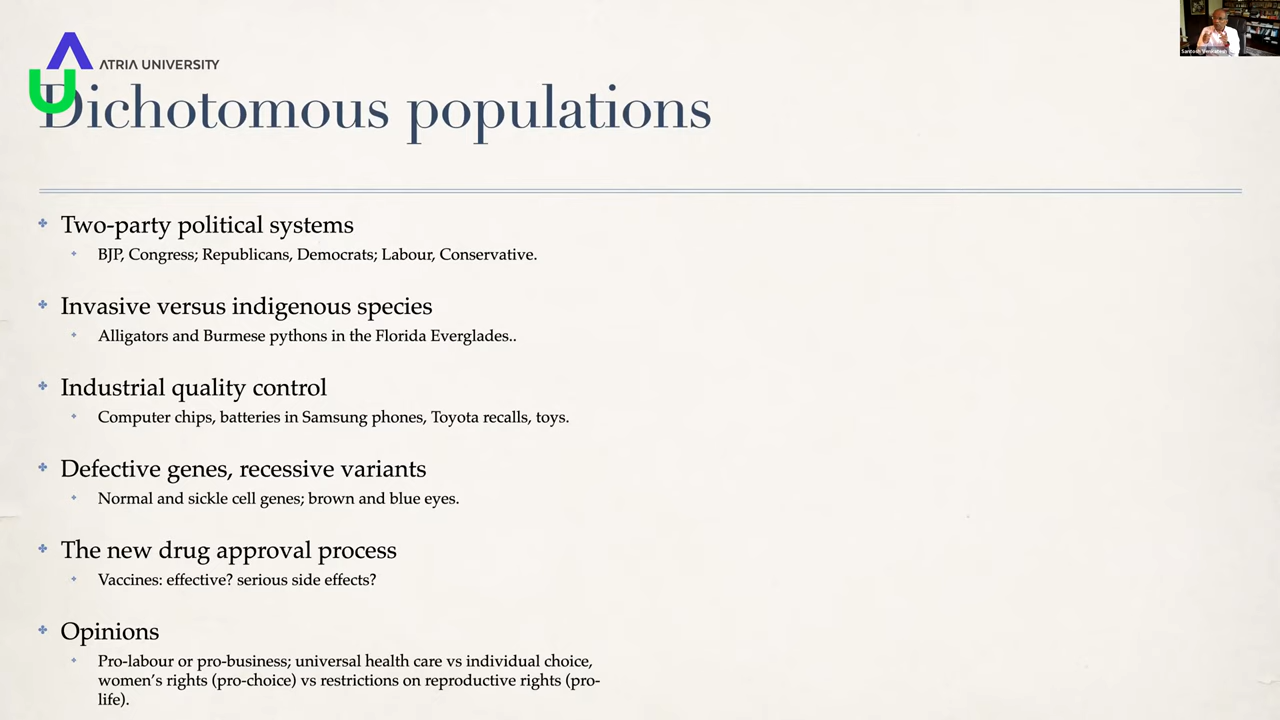 ATRIA UNIVERSITY
Dichotomous populations
Two-party political systems
BJP, Congress; Republicans, Democrats; Labour, Conservative.
Invasive versus indigenous species
Alligators and Burmese pythons in the Florida Everglades..
Industrial quality control
Computer chips, batteries in Samsung phones, Toyota recalls, toys.
Defective genes, recessive variants
Normal and sickle cell genes; brown and blue eyes.
The new drug approval process
Vaccines: effective? serious side effects?
Opinions
Pro-labour or pro-business; universal health care vs individual choice,
women’s rights (pro-choice) vs restrictions on reproductive rights (pro-
life).